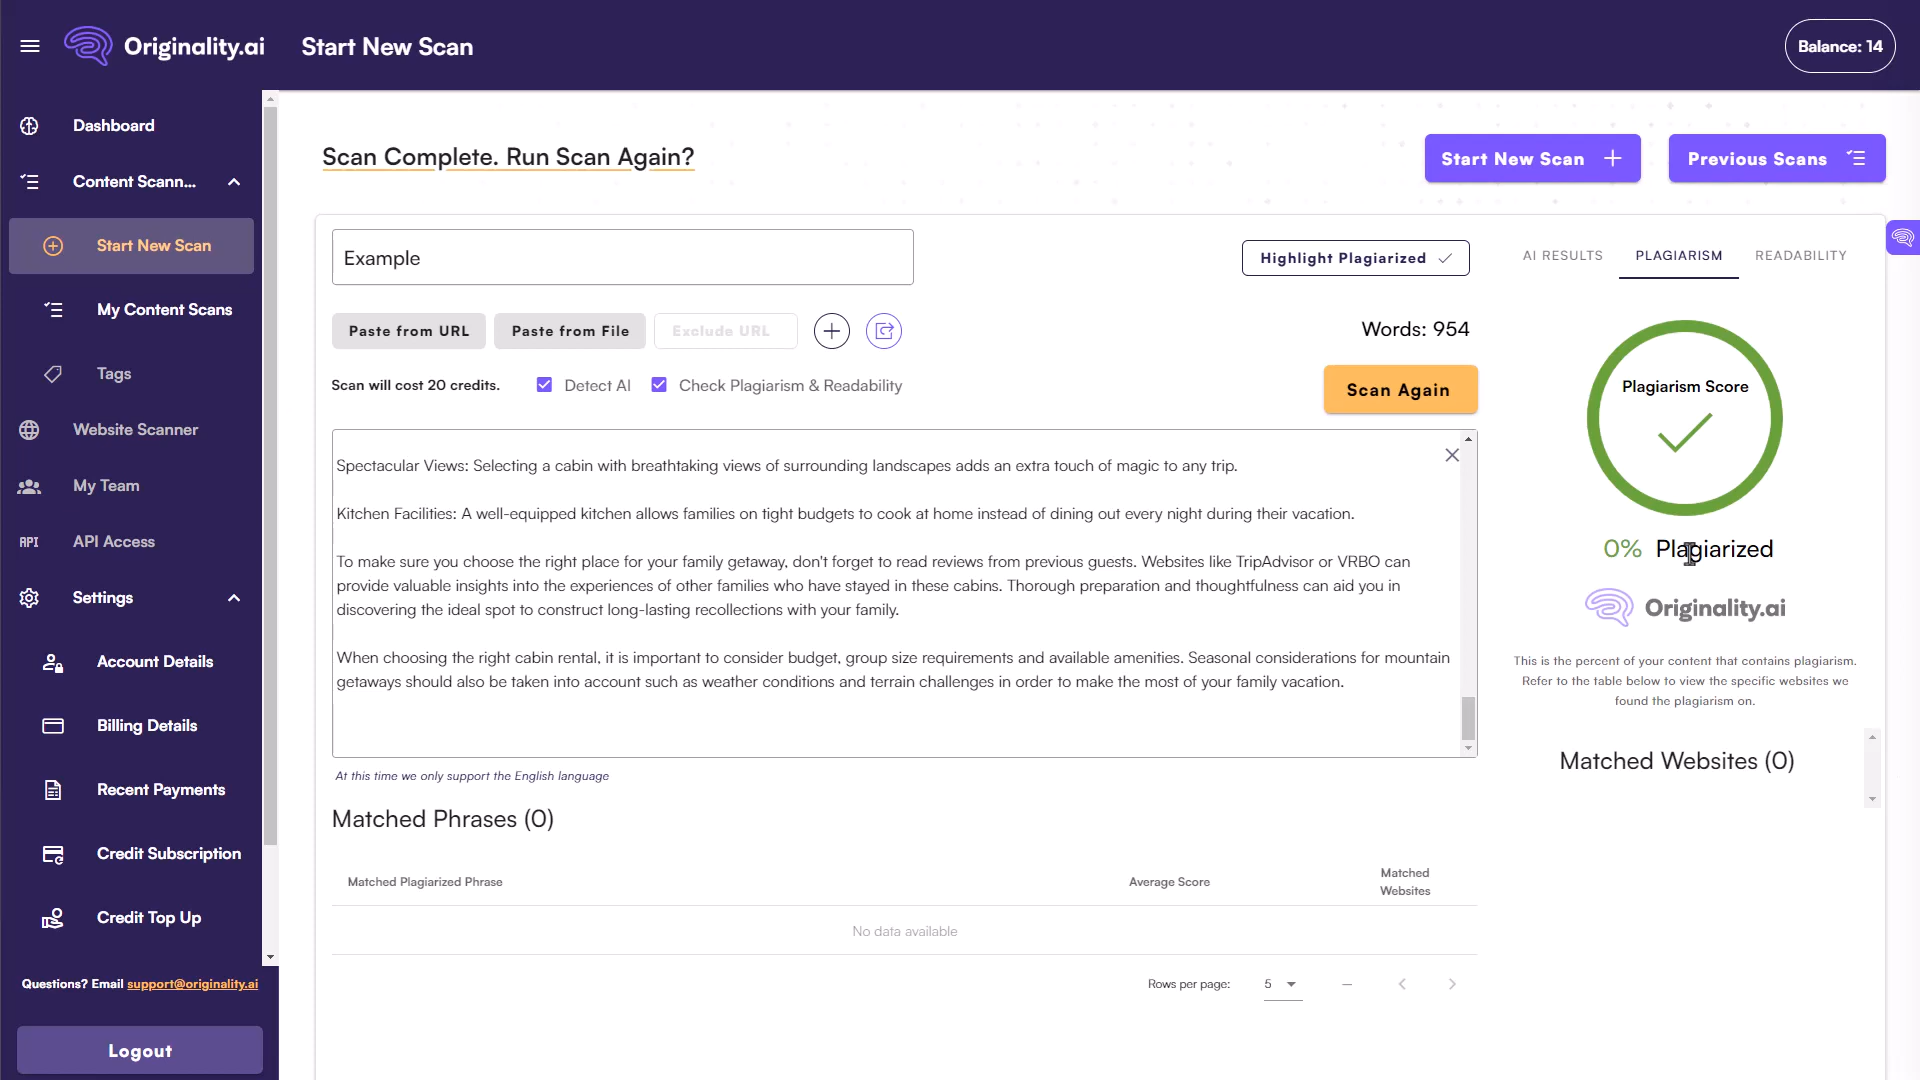 Originality.ai
Start New Scan
Balance: 14
Dashboard
Content Scann...
Start New Scan
My Content Scans
Tags
Website Scanner
My Team
API
API Access
Settings
Account Details
Billing Details
Recent Payments
Credit Subscription
Credit Top Up
Questions? Email support@originality.ai
Logout
Scan Complete. Run Scan Again?
Start New Scan
Previous Scans
Example
Highlight Plagiarized
Paste from URL
Paste from File
Exclude URL
Words: 954
Scan will cost 20 credits.
Detect AI
Check Plagiarism & Readability
Scan Again
Spectacular Views: Selecting a cabin with breathtaking views of surrounding landscapes adds an extra touch of magic to any trip.
Kitchen Facilities: A well-equipped kitchen allows families on tight budgets to cook at home instead of dining out every night during their vacation.
To make sure you choose the right place for your family getaway, don't forget to read reviews from previous guests. Websites like TripAdvisor or VRBO can
provide valuable insights into the experiences of other families who have stayed in these cabins. Thorough preparation and thoughtfulness can aid you in
discovering the ideal spot to construct long-lasting recollections with your family.
When choosing the right cabin rental, it is important to consider budget, group size requirements and available amenities. Seasonal considerations for mountain
getaways should also be taken into account such as weather conditions and terrain challenges in order to make the most of your family vacation.
At this time we only support the English language
Matched Phrases (0)
Matched Plagiarized Phrase
Average Score
Matched
Websites
No data available
Rows per page:
5
–
AI RESULTS
PLAGIARISM
READABILITY
Plagiarism Score
0% Plagiarized
Originality.ai
This is the percent of your content that contains plagiarism.
Refer to the table below to view the specific websites we
found the plagiarism on.
Matched Websites (0)